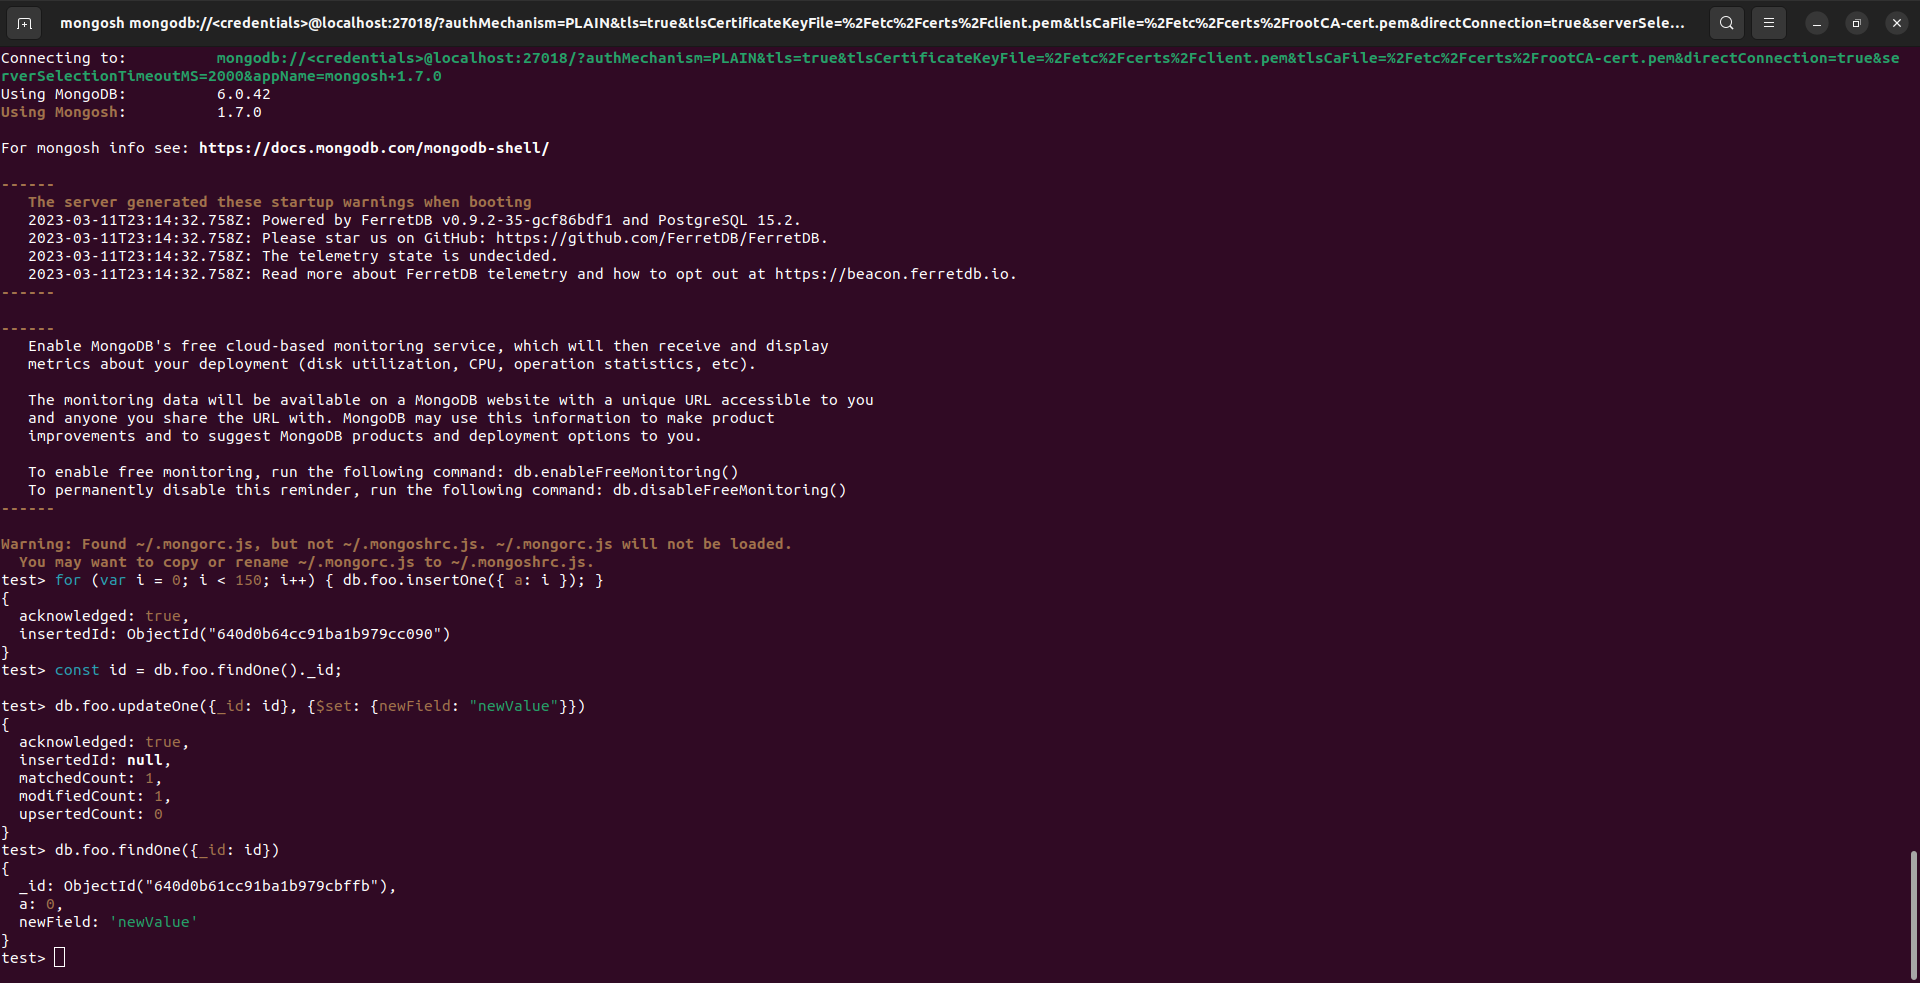 mongosh mongodb://<credentials>@localhost:27018/?authMechanism=PLAIN&tls=true&tlsCertificateKeyFile=%2Fetc%2Fcerts%2Fclient.pem&tlsCaFile=%2Fetc%2Fcerts%2FrootCA-cert.pem&directConnection=true&serverSele...
Connecting to:          mongodb://<credentials>@localhost:27018/?authMechanism=PLAIN&tls=true&tlsCertificateKeyFile=%2Fetc%2Fcerts%2Fclient.pem&tlsCaFile=%2Fetc%2Fcerts%2FrootCA-cert.pem&directConnection=true&se
rverSelectionTimeoutMS=2000&appName=mongosh+1.7.0
Using MongoDB:          6.0.42
Using Mongosh:          1.7.0
For mongosh info see: https://docs.mongodb.com/mongodb-shell/
------
   The server generated these startup warnings when booting
   2023-03-11T23:14:32.758Z: Powered by FerretDB v0.9.2-35-gcf86bdf1 and PostgreSQL 15.2.
   2023-03-11T23:14:32.758Z: Please star us on GitHub: https://github.com/FerretDB/FerretDB.
   2023-03-11T23:14:32.758Z: The telemetry state is undecided.
   2023-03-11T23:14:32.758Z: Read more about FerretDB telemetry and how to opt out at https://beacon.ferretdb.io.
------
------
   Enable MongoDB's free cloud-based monitoring service, which will then receive and display
   metrics about your deployment (disk utilization, CPU, operation statistics, etc).
   The monitoring data will be available on a MongoDB website with a unique URL accessible to you
   and anyone you share the URL with. MongoDB may use this information to make product
   improvements and to suggest MongoDB products and deployment options to you.
   To enable free monitoring, run the following command: db.enableFreeMonitoring()
   To permanently disable this reminder, run the following command: db.disableFreeMonitoring()
------
Warning: Found ~/.mongorc.js, but not ~/.mongoshrc.js. ~/.mongorc.js will not be loaded.
  You may want to copy or rename ~/.mongorc.js to ~/.mongoshrc.js.
test> for (var i = 0; i < 150; i++) { db.foo.insertOne({ a: i }); }
{
  acknowledged: true,
  insertedId: ObjectId("640d0b64cc91ba1b979cc090")
}
test> const id = db.foo.findOne()._id;
test> db.foo.updateOne({_id: id}, {$set: {newField: "newValue"}})
{
  acknowledged: true,
  insertedId: null,
  matchedCount: 1,
  modifiedCount: 1,
  upsertedCount: 0
}
test> db.foo.findOne({_id: id})
{
  _id: ObjectId("640d0b61cc91ba1b979cbffb"),
  a: 0,
  newField: 'newValue'
}
test>